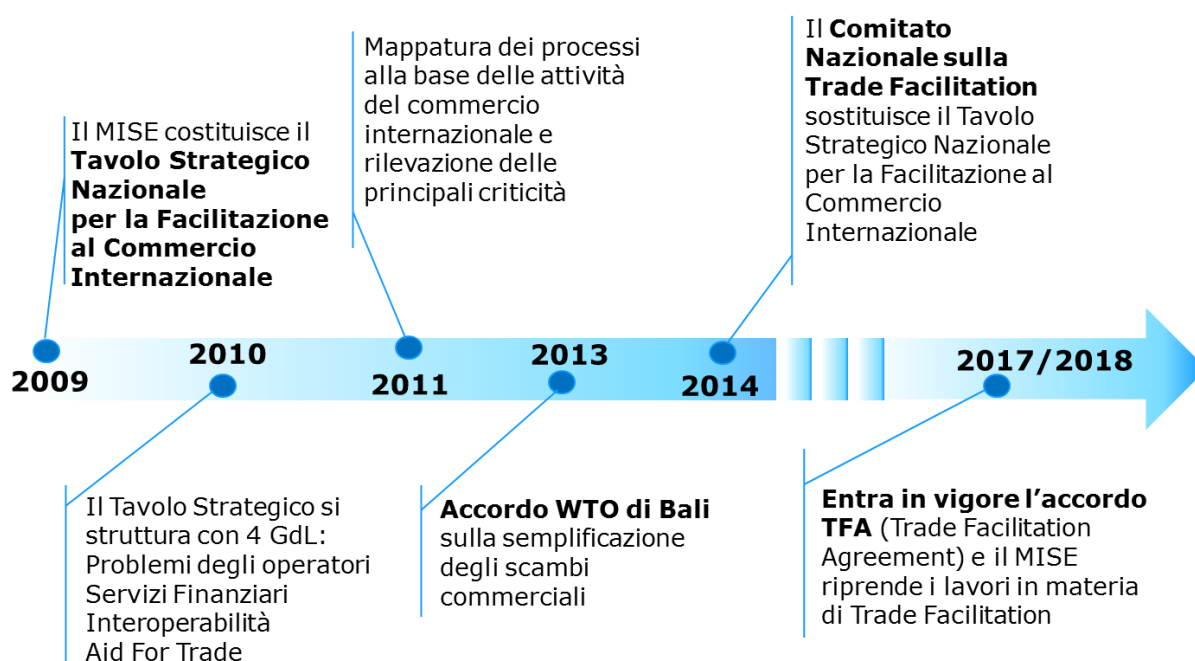 Il MISE costituisce il
Tavolo Strategico
Nazionale
per la Facilitazione
al Commercio
Internazionale
Mappatura dei processi
alla base delle attività
del commercio
internazionale e
rilevazione delle
principali criticità
Il Comitato
Nazionale sulla
Trade Facilitation
sostituisce il Tavolo
Strategico Nazionale
per la Facilitazione al
Commercio
Internazionale
2009
2010
2011
2013
2014
2017/2018
Il Tavolo Strategico si
struttura con 4 GdL:
Problemi degli operatori
Servizi Finanziari
Interoperabilità
Aid For Trade
Accordo WTO di Bali
sulla semplificazione
degli scambi
commerciali
Entra in vigore l’accordo
TFA (Trade Facilitation
Agreement) e il MISE
riprende i lavori in materia
di Trade Facilitation